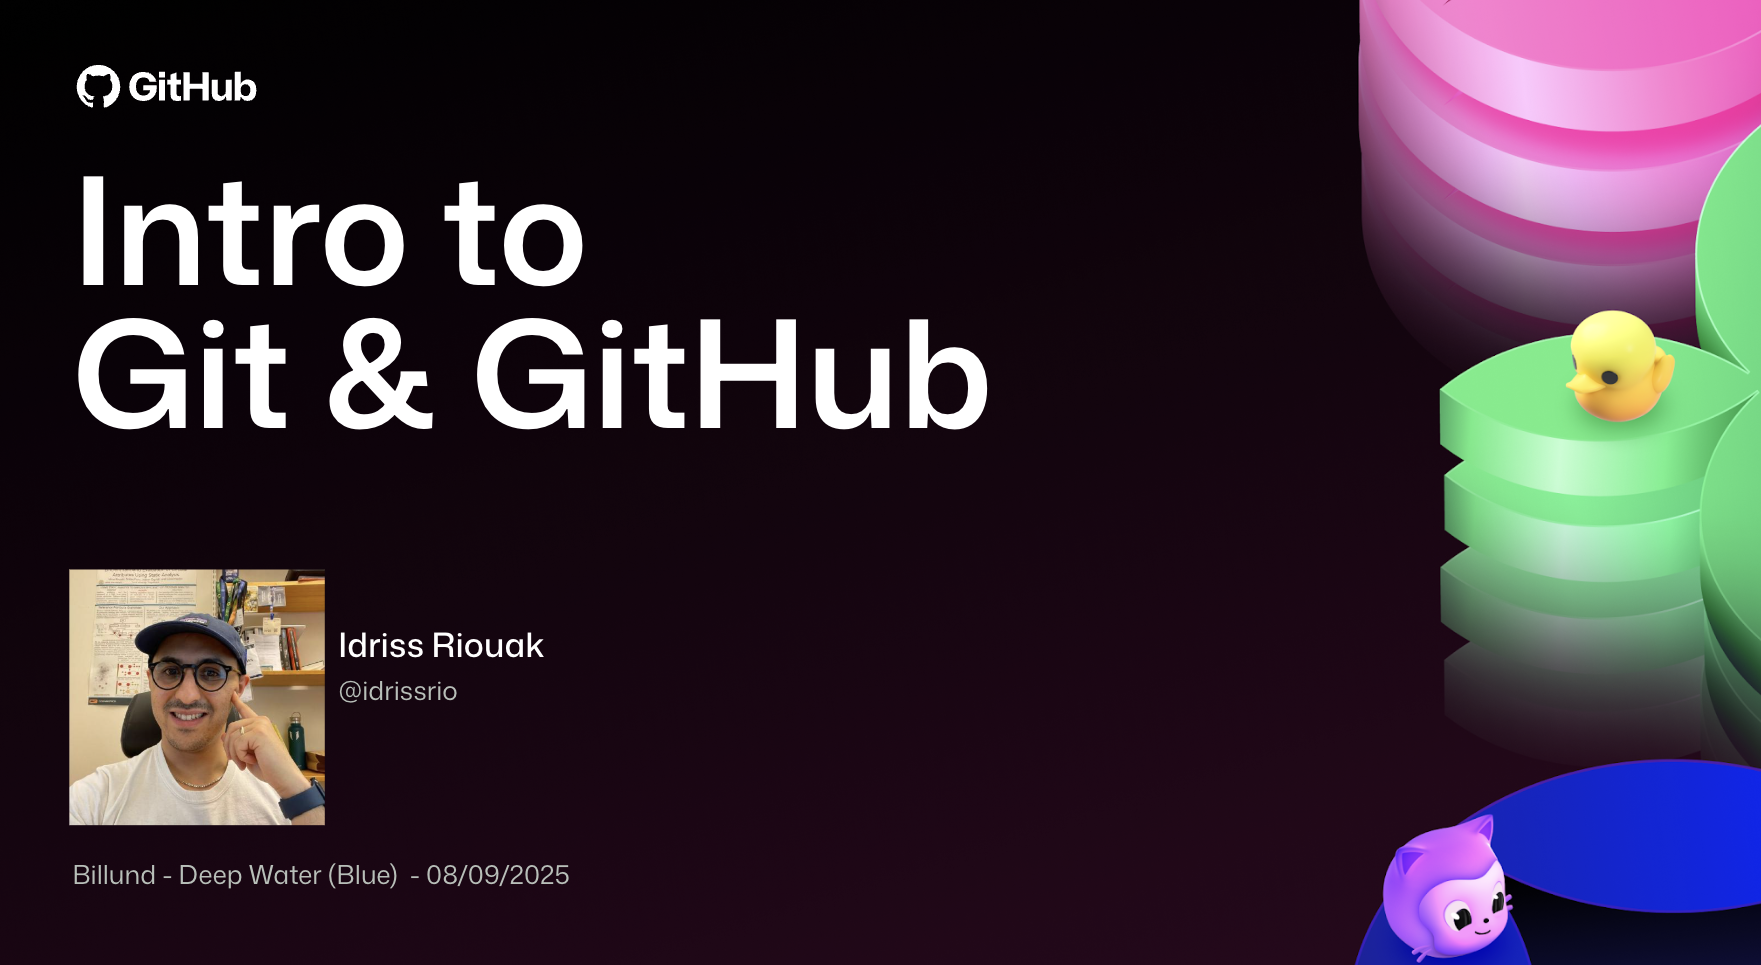 GitHub
Intro to
Git & GitHub
Idriss Riouak
@idrissrio
Billund - Deep Water (Blue) - 08/09/2025